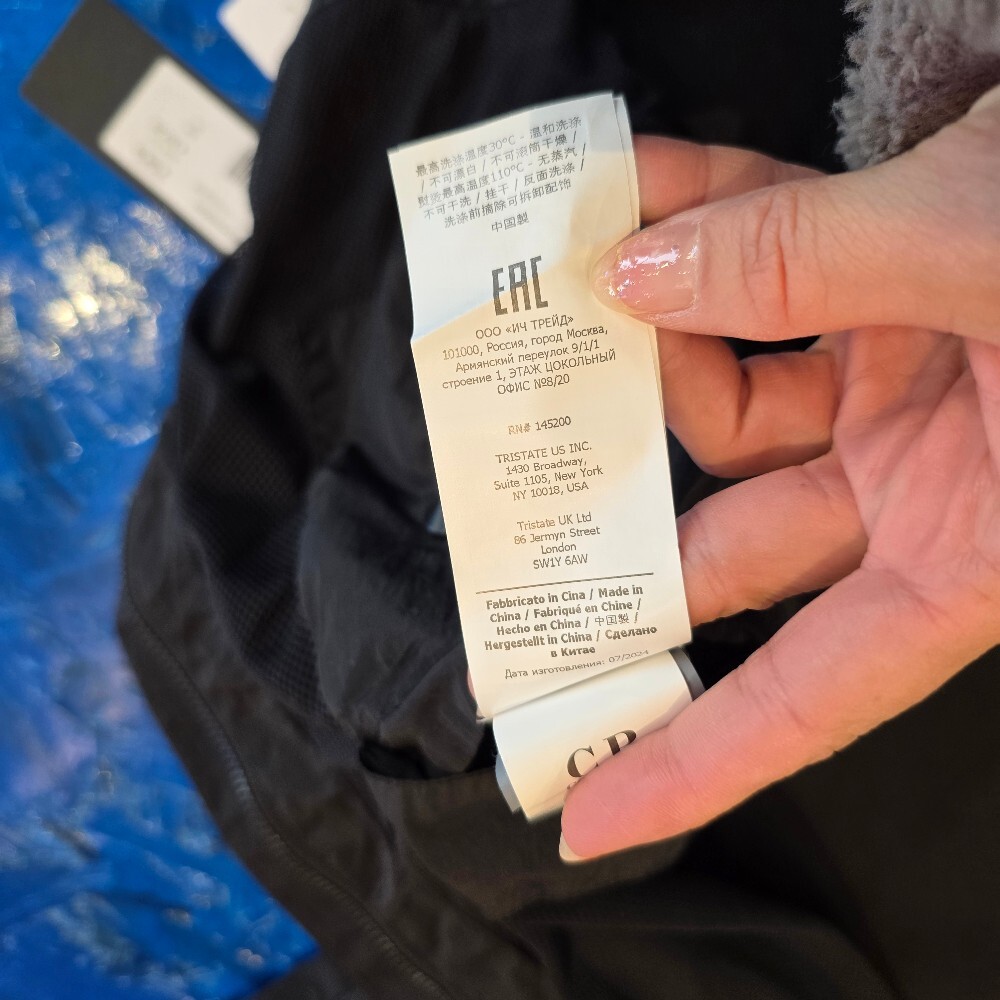 最高洗涤温度30°C - 温和洗涤
/ 不可漂白 / 不可滚筒干燥 /
熨烫最高温度110°C - 无蒸汽 /
不可干洗 / 挂干 / 反面洗涤 /
洗涤前摘除可拆卸配饰
中国製
EAC
ООО «ИЧ ТРЕЙД»
101000, Россия, город Москва,
Армянский переулок 9/1/1
строение 1, ЭТАЖ ЦОКОЛЬНЫЙ
ОФИС №8/20
RN# 145200
TRISTATE US INC.
1430 Broadway,
Suite 1105, New York
NY 10018, USA
Tristate UK Ltd
86 Jermyn Street
London
SW1Y 6AW
Fabbricato in Cina / Made in
China / Fabriqué en Chine /
Hecho en China / 中国製 /
Hergestellt in China / Сделано
в Китае
Дата изготовления: 07/2024
C.P.